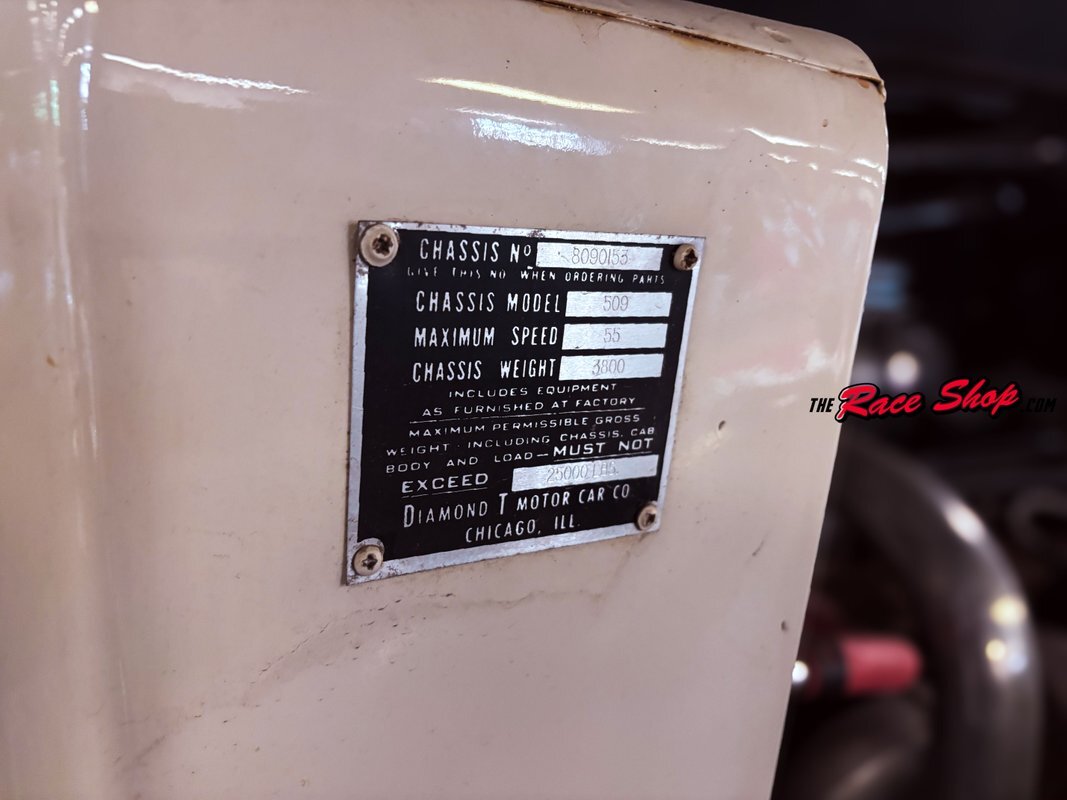 CHASSIS Nº 8090153
GIVE THIS NO. WHEN ORDERING PARTS
CHASSIS MODEL 509
MAXIMUM SPEED 55
CHASSIS WEIGHT 3800
INCLUDES EQUIPMENT
AS FURNISHED AT FACTORY
MAXIMUM PERMISSIBLE GROSS
WEIGHT - INCLUDING CHASSIS, CAB
BODY AND LOAD - MUST NOT
EXCEED 25000 LBS.
DIAMOND T MOTOR CAR CO
CHICAGO, ILL.
THE Race Shop .COM